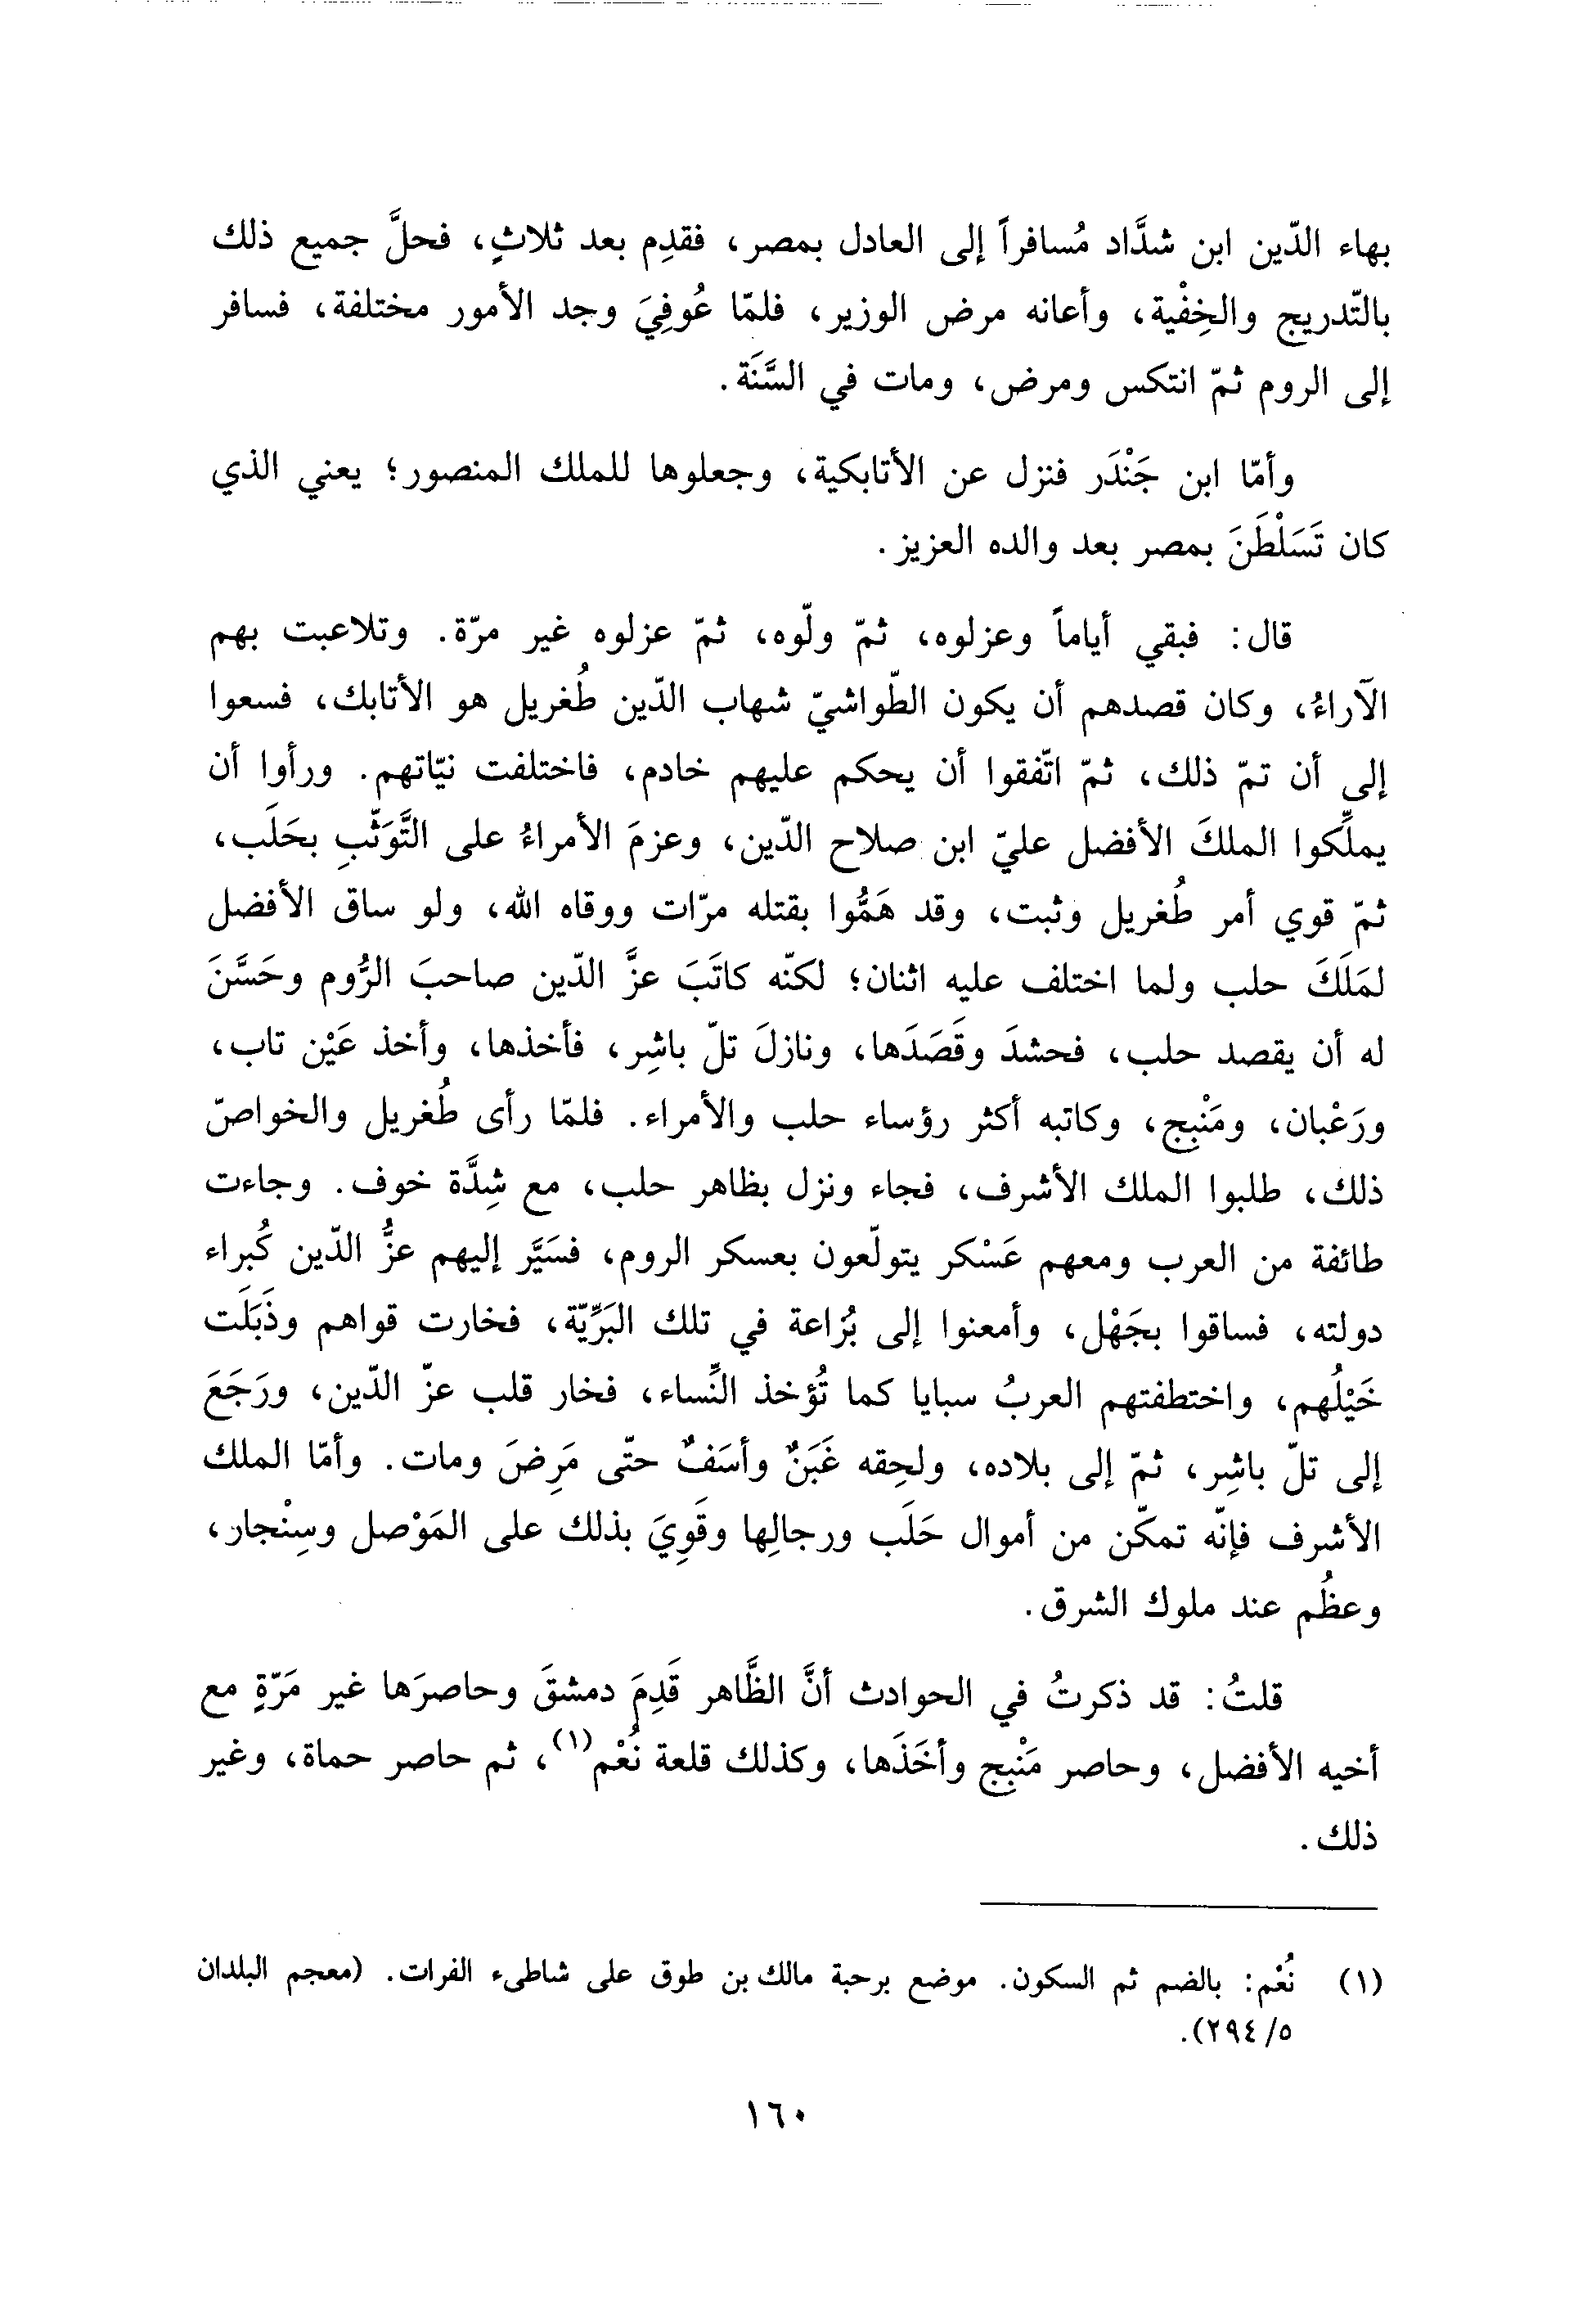 بهاء الدّين ابن شدَّاد مُسافراً إلى العادل بمصر، فقدِم بعد ثلاثٍ، فحلَّ جميع ذلك
بالتّدريج والخِفْية، وأعانه مرض الوزير، فلمّا عُوفِيَ وجد الأمور مختلفة، فسافر
إلى الروم ثمّ انتكس ومرض، ومات في السَّنَة.
وأمّا ابن جَنْدَر فنزل عن الأتابكية، وجعلوها للملك المنصور؛ يعني الذي
كان تَسَلْطَنَ بمصر بعد والده العزيز.
قال: فبقي أياماً وعزلوه، ثمّ ولّوه، ثمّ عزلوه غير مرّة. وتلاعبت بهم
الآراءُ، وكان قصدهم أن يكون الطّواشيّ شهاب الدّين طُغريل هو الأتابك، فسعوا
إلى أن تمّ ذلك، ثمّ اتّفقوا أن يحكم عليهم خادم، فاختلفت نيّاتهم. ورأوا أن
يملِّكوا الملكَ الأفضل عليّ ابن صلاح الدّين، وعزمَ الأمراءُ على التَّوَثّبِ بحَلَب،
ثمّ قوي أمر طُغريل وثبت، وقد هَمُّوا بقتله مرّات ووقاه الله، ولو ساق الأفضل
لمَلَكَ حلب ولما اختلف عليه اثنان؛ لكنّه كاتَبَ عزَّ الدّين صاحبَ الرُّوم وحَسَّنَ
له أن يقصد حلب، فحشدَ وقَصَدَها، ونازلَ تلّ باشِر، فأخذها، وأخذ عَيْن تاب،
ورَعْبان، ومَنْبِج، وكاتبه أكثر رؤساء حلب والأمراء. فلمّا رأى طُغريل والخواصّ
ذلك، طلبوا الملك الأشرف، فجاء ونزل بظاهر حلب، مع شِدَّة خوف. وجاءت
طائفة من العرب ومعهم عَسْكر يتولّعون بعسكر الروم، فسَيَّر إليهم عزُّ الدّين كُبراء
دولته، فساقوا بجَهْل، وأمعنوا إلى بُزاعة في تلك البَرِّيّة، فخارت قواهم وذَبَلَت
خَيْلُهم، واختطفتهم العربُ سبايا كما تُؤخذ النِّساء، فخار قلب عزّ الدّين، ورَجَعَ
إلى تلّ باشِر، ثمّ إلى بلاده، ولحِقه غَبَنٌ وأسَفٌ حتّى مَرِضَ ومات. وأمّا الملك
الأشرف فإنّه تمكّن من أموال حَلَب ورجالِها وقَوِيَ بذلك على المَوْصل وسِنْجار،
وعظُم عند ملوك الشرق.
قلتُ: قد ذكرتُ في الحوادث أنَّ الظَّاهر قَدِمَ دمشقَ وحاصرَها غير مَرّةٍ مع
أخيه الأفضل، وحاصر مَنْبِج وأخَذَها، وكذلك قلعة نُعْم(١)، ثم حاصر حماة، وغير
ذلك.
(١) نُعْم: بالضم ثم السكون. موضع برحبة مالك بن طوق على شاطىء الفرات. (معجم البلدان
٥/ ٢٩٤).
١٦٠